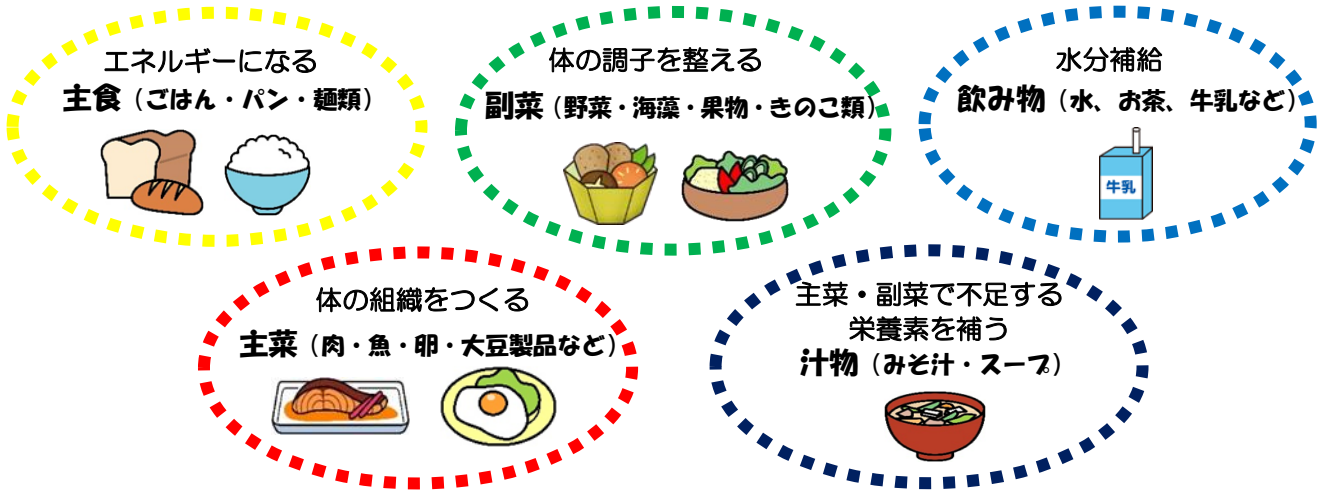 エネルギーになる
主食（ごはん・パン・麺類）
体の調子を整える
副菜（野菜・海藻・果物・きのこ類）
水分補給
飲み物（水、お茶、牛乳など）
牛乳
体の組織をつくる
主菜（肉・魚・卵・大豆製品など）
主菜・副菜で不足する
栄養素を補う
汁物（みそ汁・スープ）